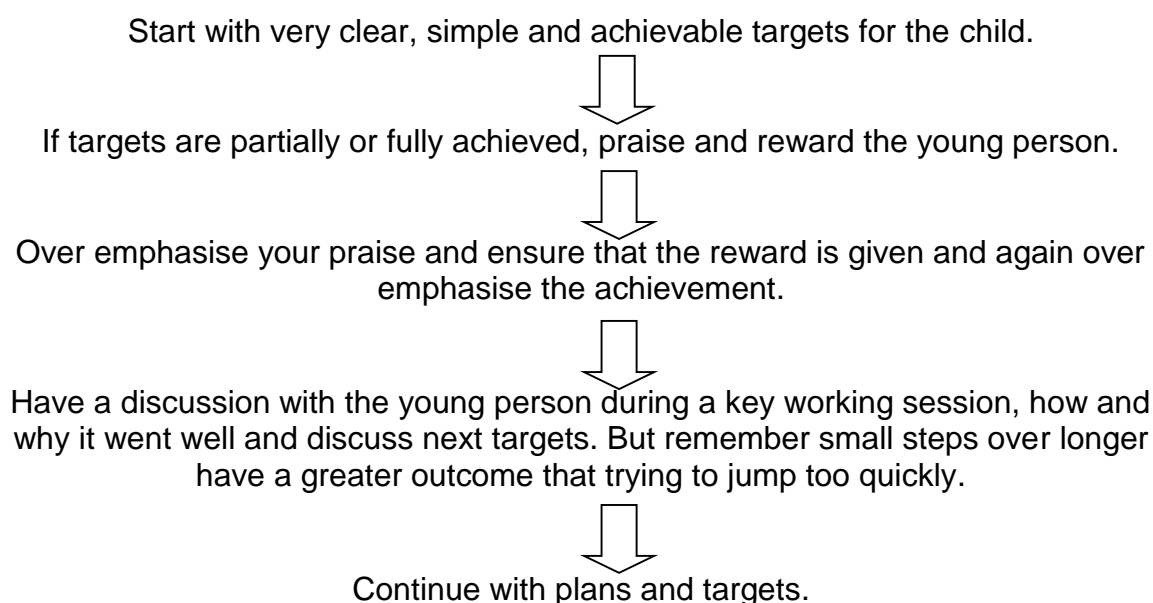 Start with very clear, simple and achievable targets for the child.
If targets are partially or fully achieved, praise and reward the young person.
Over emphasise your praise and ensure that the reward is given and again over
emphasise the achievement.
Have a discussion with the young person during a key working session, how and
why it went well and discuss next targets. But remember small steps over longer
have a greater outcome that trying to jump too quickly.
Continue with plans and targets.